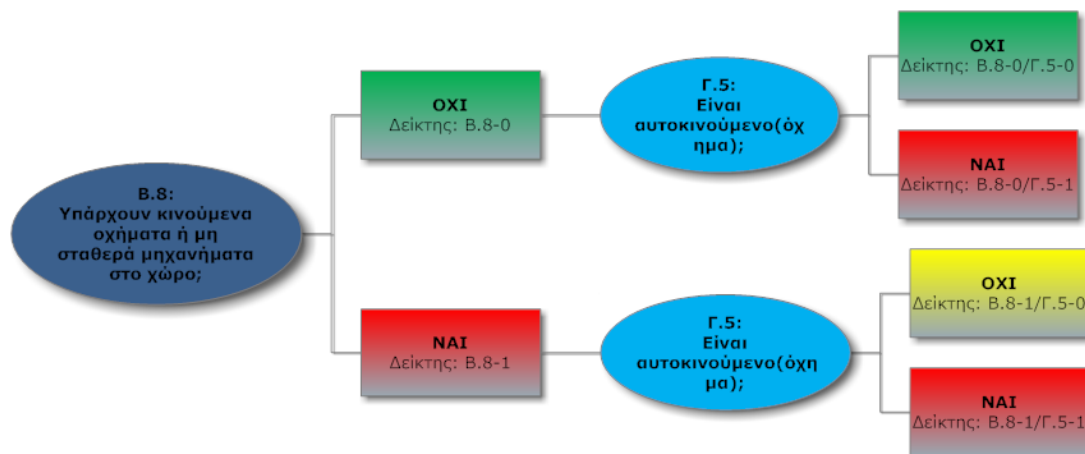 Β.8:
Υπάρχουν κινούμενα
οχήματα ή μη
σταθερά μηχανήματα
στο χώρο;
ΟΧΙ
Δείκτης: Β.8-0
Γ.5:
Είναι
αυτοκινούμενο(όχ
ημα);
ΟΧΙ
Δείκτης: Β.8-0/Γ.5-0
ΝΑΙ
Δείκτης: Β.8-0/Γ.5-1
ΝΑΙ
Δείκτης: Β.8-1
Γ.5:
Είναι
αυτοκινούμενο(όχη
μα);
ΟΧΙ
Δείκτης: Β.8-1/Γ.5-0
ΝΑΙ
Δείκτης: Β.8-1/Γ.5-1